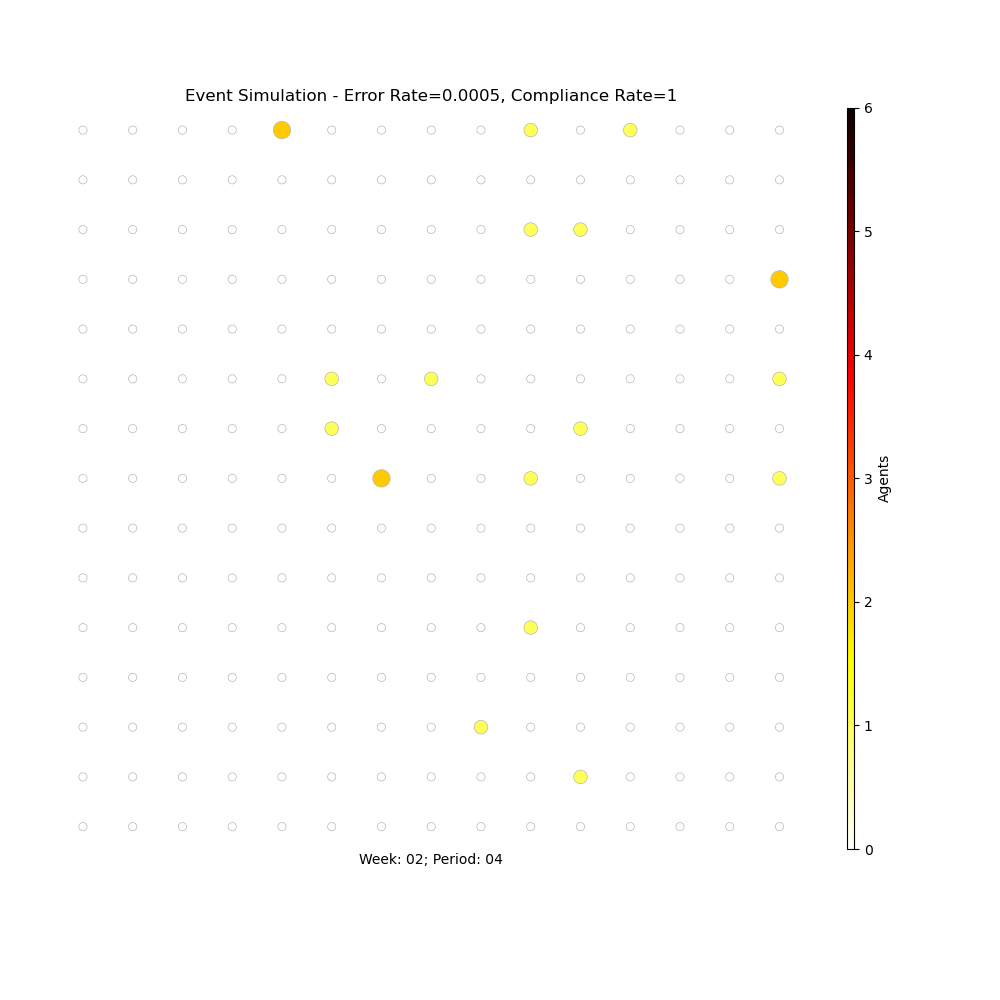 Event Simulation - Error Rate=0.0005, Compliance Rate=1
6
5
4
3
2
1
0
Agents
Week: 02; Period: 04